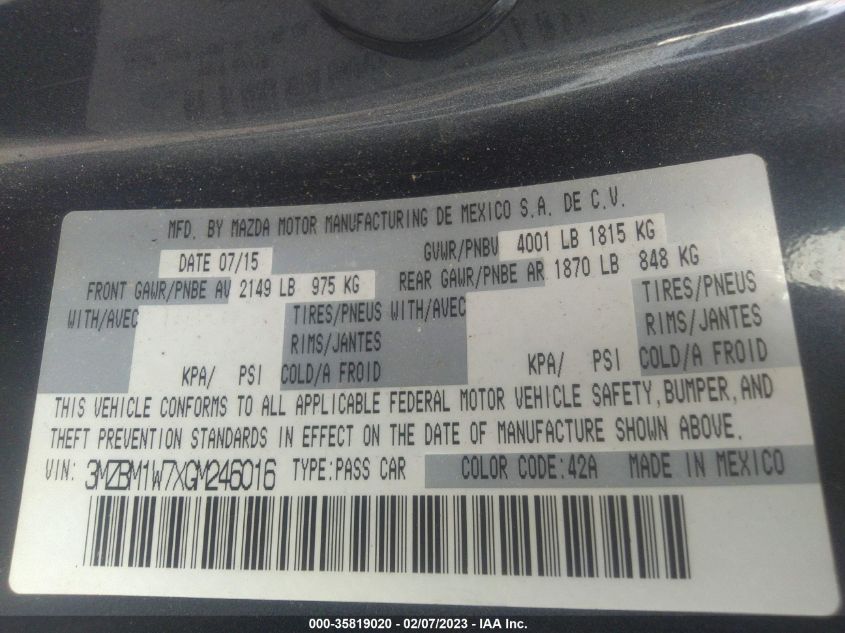 MFD. BY MAZDA MOTOR MANUFACTURING DE MEXICO S.A. DE C.V.
DATE 07/15 GVWR/PNBV 4001 LB 1815 KG
FRONT GAWR/PNBE AV 2149 LB 975 KG REAR GAWR/PNBE AR 1870 LB 848 KG
WITH/AVEC TIRES/PNEUS WITH/AVEC TIRES/PNEUS
RIMS/JANTES RIMS/JANTES
KPA/ PSI COLD/A FROID KPA/ PSI COLD/A FROID
THIS VEHICLE CONFORMS TO ALL APPLICABLE FEDERAL MOTOR VEHICLE SAFETY, BUMPER, AND
THEFT PREVENTION STANDARDS IN EFFECT ON THE DATE OF MANUFACTURE SHOWN ABOVE.
VIN: 3MZBM1W7XGM246016 TYPE:PASS CAR COLOR CODE:42A MADE IN MEXICO
000-35819020 - 02/07/2023 - IAA Inc.